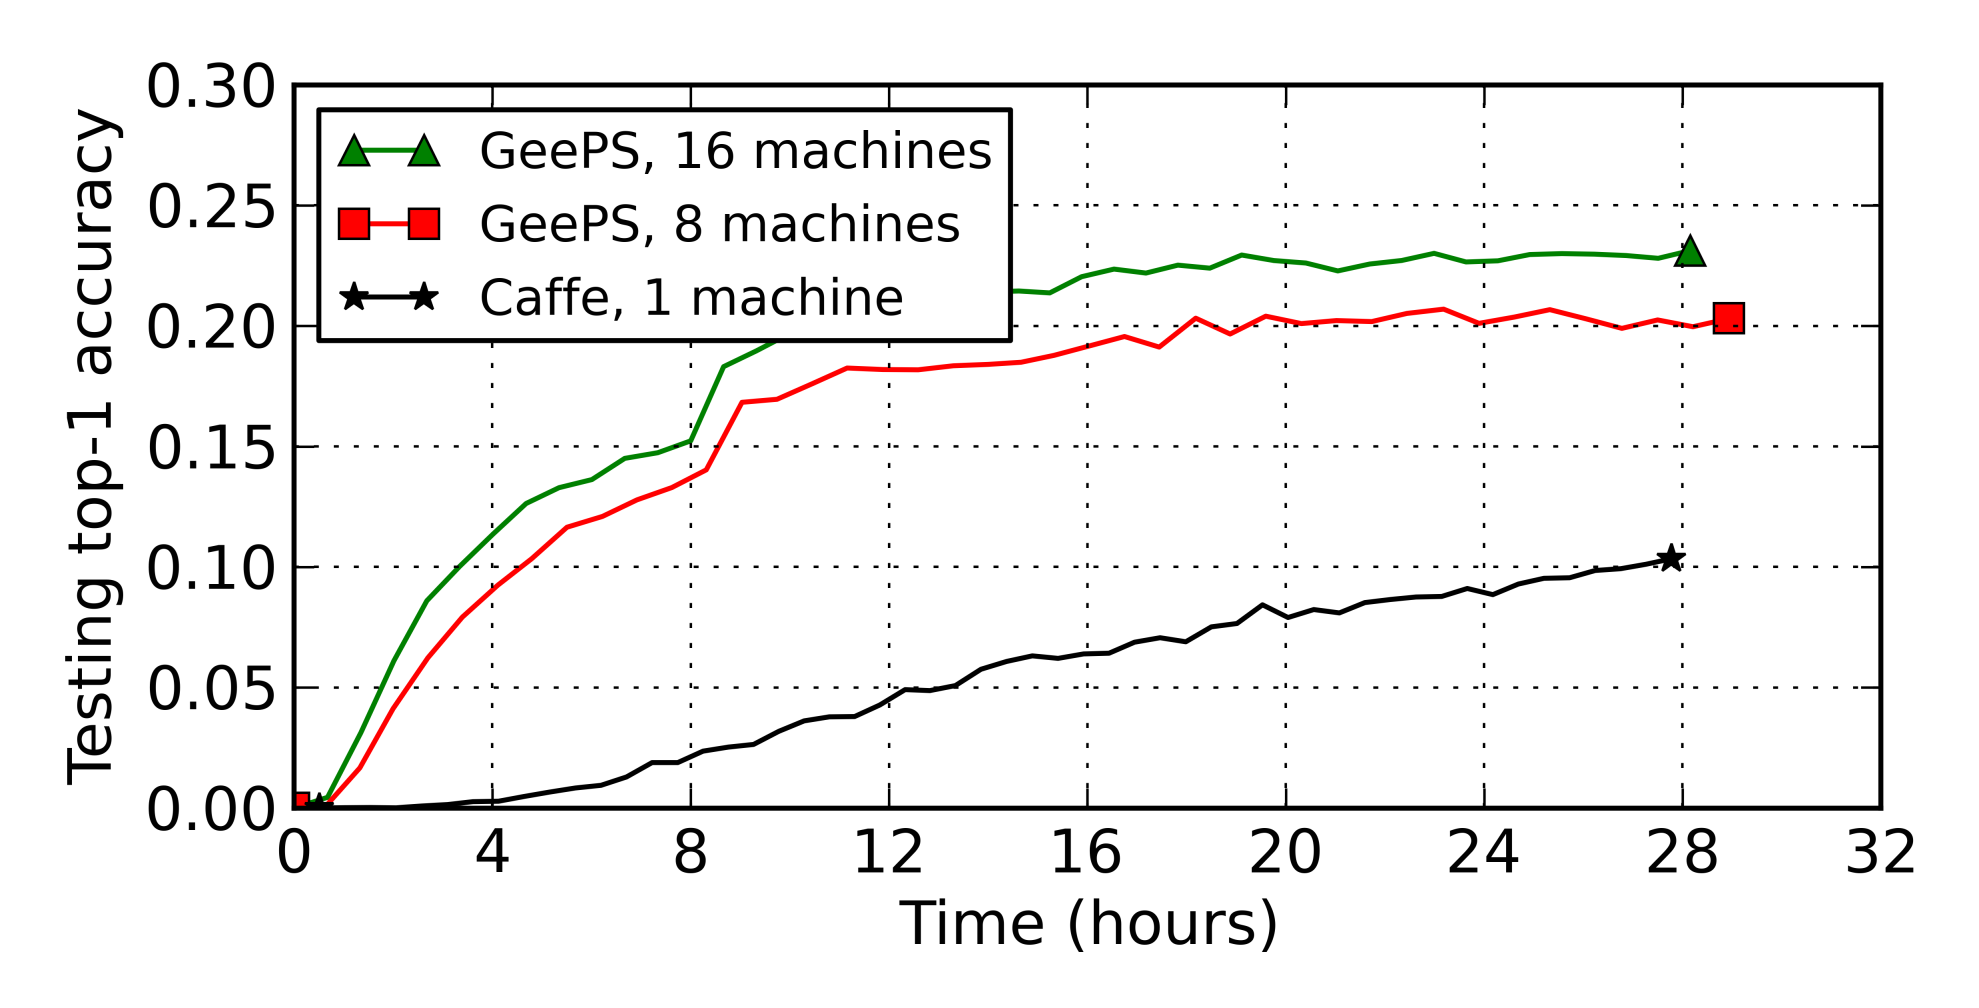 Testing top-1 accuracy
0.30
0.25
0.20
0.15
0.10
0.05
0.00
GeePS, 16 machines
GeePS, 8 machines
Caffe, 1 machine
0 4 8 12 16 20 24 28 32
Time (hours)